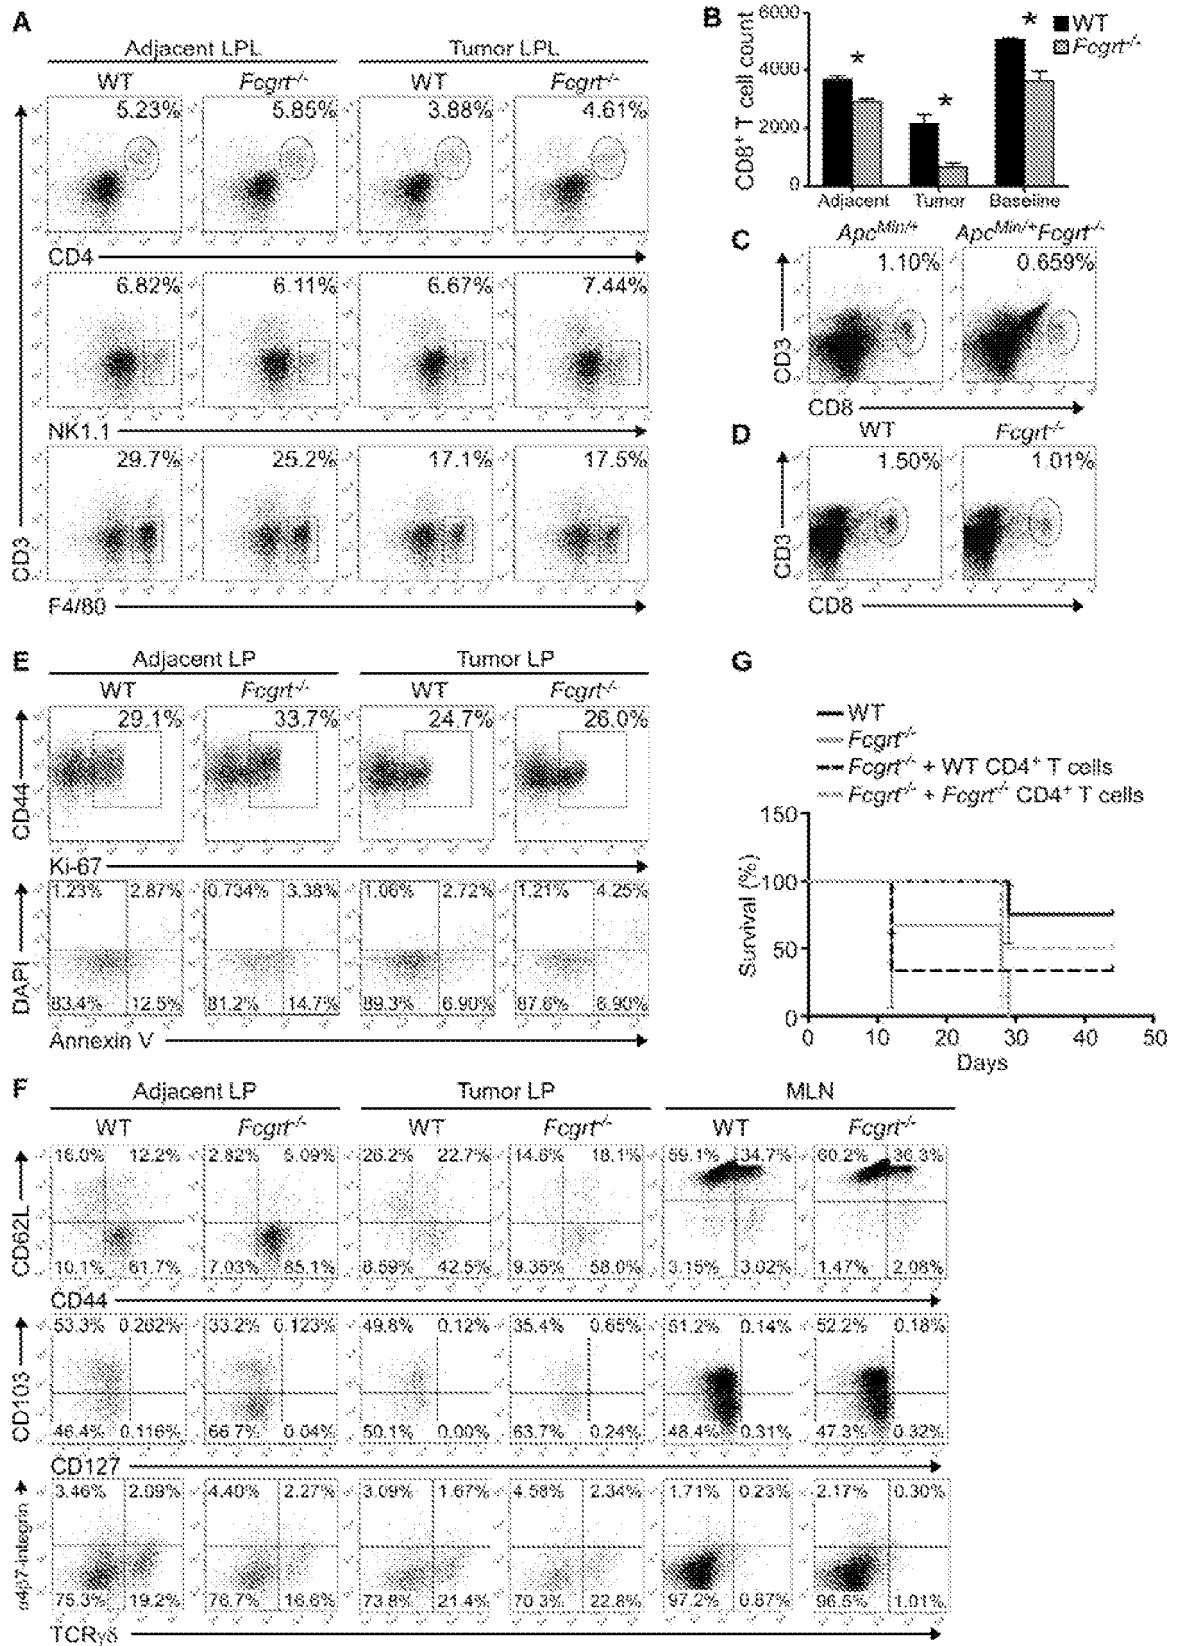 A
Adjacent LPL Tumor LPL
WT Fcgrt-/- WT Fcgrt-/-
5.23% 5.85% 3.88% 4.61%
CD4
6.82% 6.11% 6.67% 7.44%
NK1.1
29.7% 25.2% 17.1% 17.5%
CD3
F4/80
B
CD8+ T cell count
6000
4000
2000
0
* * *
WT
Fcgrt-/-
Adjacent Tumor Baseline
C
ApcMin/+ ApcMin/+Fcgrt-/-
1.10% 0.659%
CD3
CD8
D
WT Fcgrt-/-
1.50% 1.01%
CD3
CD8
E
Adjacent LP Tumor LP
WT Fcgrt-/- WT Fcgrt-/-
29.1% 33.7% 24.7% 26.0%
CD44
Ki-67
1.23% 2.87% 0.734% 3.38% 1.06% 2.72% 1.21% 4.25%
DAPI
83.4% 12.5% 81.2% 14.7% 89.3% 6.90% 87.6% 6.90%
Annexin V
G
WT
Fcgrt-/-
Fcgrt-/- + WT CD4+ T cells
Fcgrt-/- + Fcgrt-/- CD4+ T cells
150
100
50
0
Survival (%)
0 10 20 30 40 50
Days
F
Adjacent LP Tumor LP MLN
WT Fcgrt-/- WT Fcgrt-/- WT Fcgrt-/-
16.0% 12.2% 2.82% 5.09% 26.2% 22.7% 14.6% 18.1% 59.1% 34.7% 60.2% 36.3%
CD62L
10.1% 61.7% 7.03% 85.1% 8.59% 42.5% 9.35% 58.0% 3.15% 3.02% 1.47% 2.08%
CD44
53.3% 0.262% 33.2% 0.123% 49.8% 0.12% 35.4% 0.65% 51.2% 0.14% 52.2% 0.18%
CD103
46.4% 0.116% 66.7% 0.04% 50.1% 0.00% 63.7% 0.24% 48.4% 0.31% 47.3% 0.32%
CD127
3.46% 2.09% 4.40% 2.27% 3.09% 1.67% 4.58% 2.34% 1.71% 0.23% 2.17% 0.30%
α4β7-integrin
75.3% 19.2% 76.7% 16.6% 73.8% 21.4% 70.3% 22.8% 97.2% 0.87% 96.5% 1.01%
TCRγδ